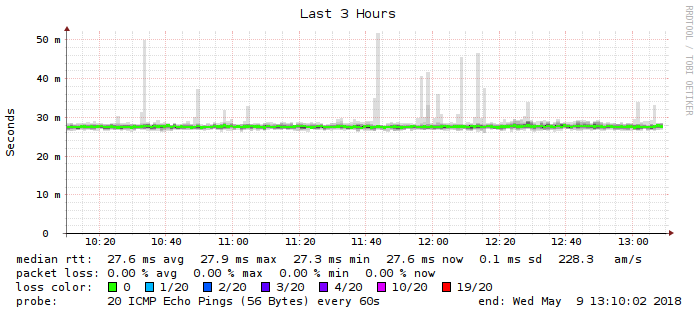 Last 3 Hours
RRDTOOL / TOBI OETIKER
Seconds
50 m
40 m
30 m
20 m
10 m
0
10:20 10:40 11:00 11:20 11:40 12:00 12:20 12:40 13:00
median rtt: 27.6 ms avg 27.9 ms max 27.3 ms min 27.6 ms now 0.1 ms sd 228.3 am/s
packet loss: 0.00 % avg 0.00 % max 0.00 % min 0.00 % now
loss color: 0 1/20 2/20 3/20 4/20 10/20 19/20
probe: 20 ICMP Echo Pings (56 Bytes) every 60s end: Wed May 9 13:10:02 2018